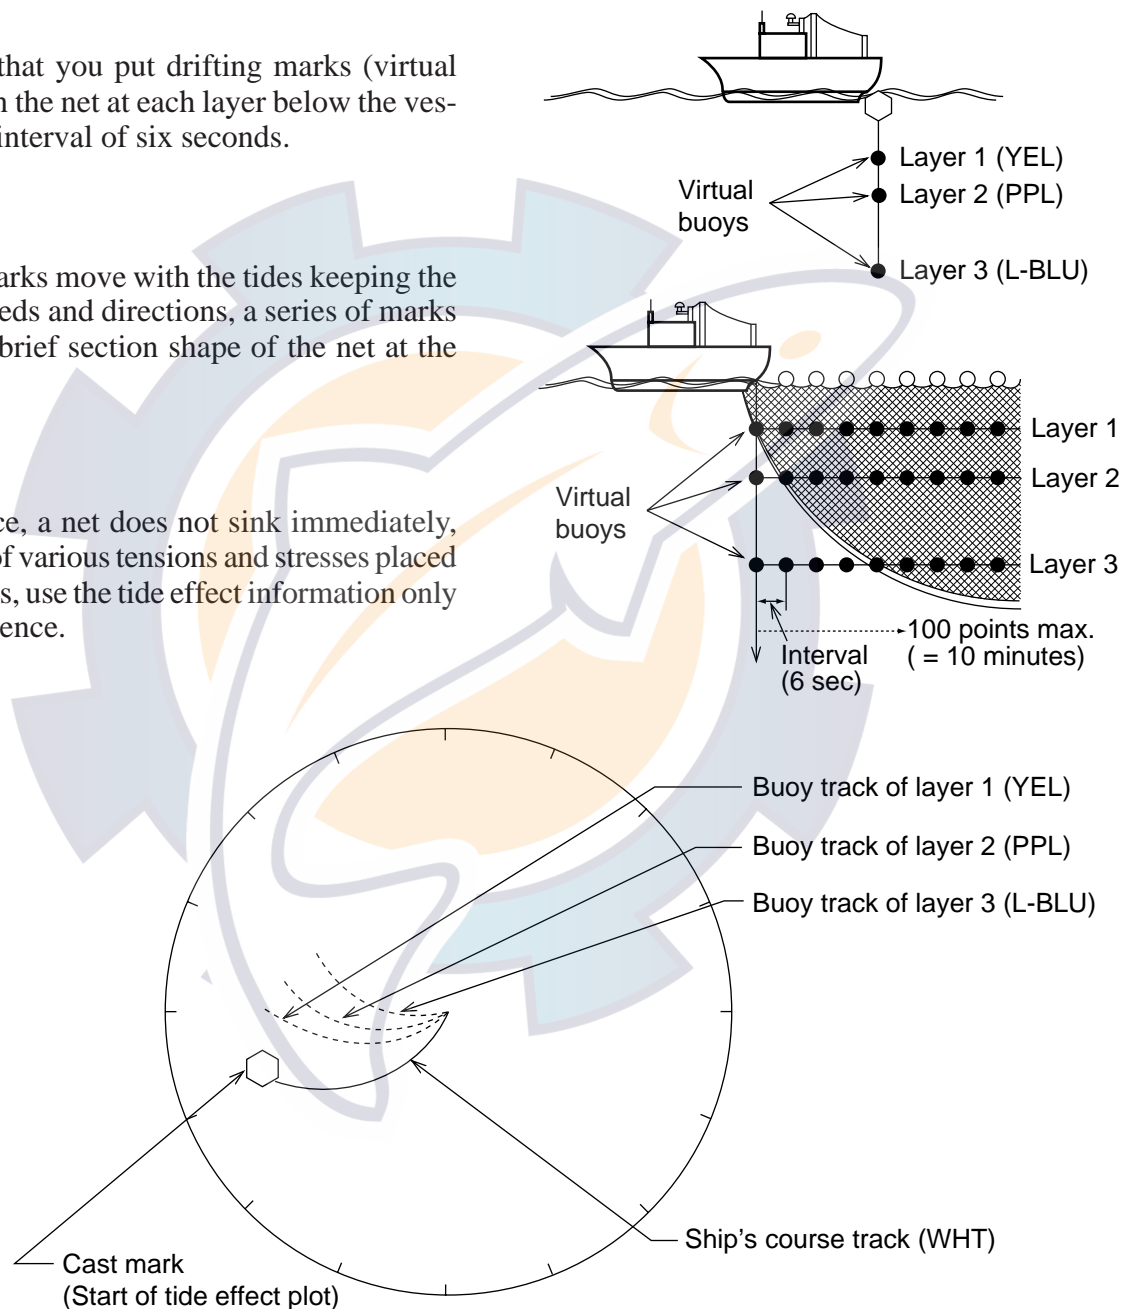 that you put drifting marks (virtual
the net at each layer below the ves-
interval of six seconds.
Layer 1 (YEL)
Layer 2 (PPL)
Layer 3 (L-BLU)
Virtual
buoys
arks move with the tides keeping the
eds and directions, a series of marks
brief section shape of the net at the
Layer 1
Layer 2
Layer 3
Virtual
buoys
ce, a net does not sink immediately,
of various tensions and stresses placed
s, use the tide effect information only
ence.
Interval
(6 sec)
100 points max.
( = 10 minutes)
Buoy track of layer 1 (YEL)
Buoy track of layer 2 (PPL)
Buoy track of layer 3 (L-BLU)
Ship's course track (WHT)
Cast mark
(Start of tide effect plot)